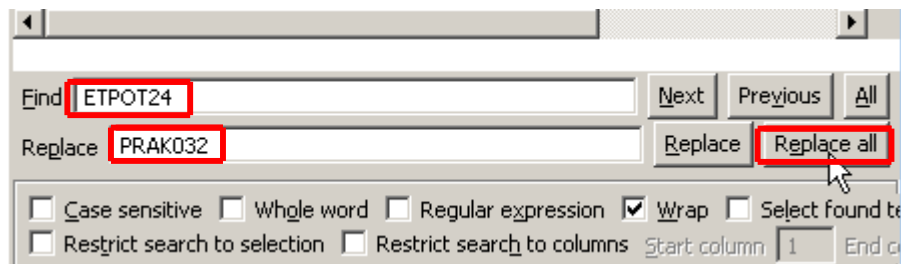 Find ETPOT24 Next Previous All
Replace PRAK032 Replace Replace all
Case sensitive Whole word Regular expression Wrap Select found te
Restrict search to selection Restrict search to columns Start column 1 End c